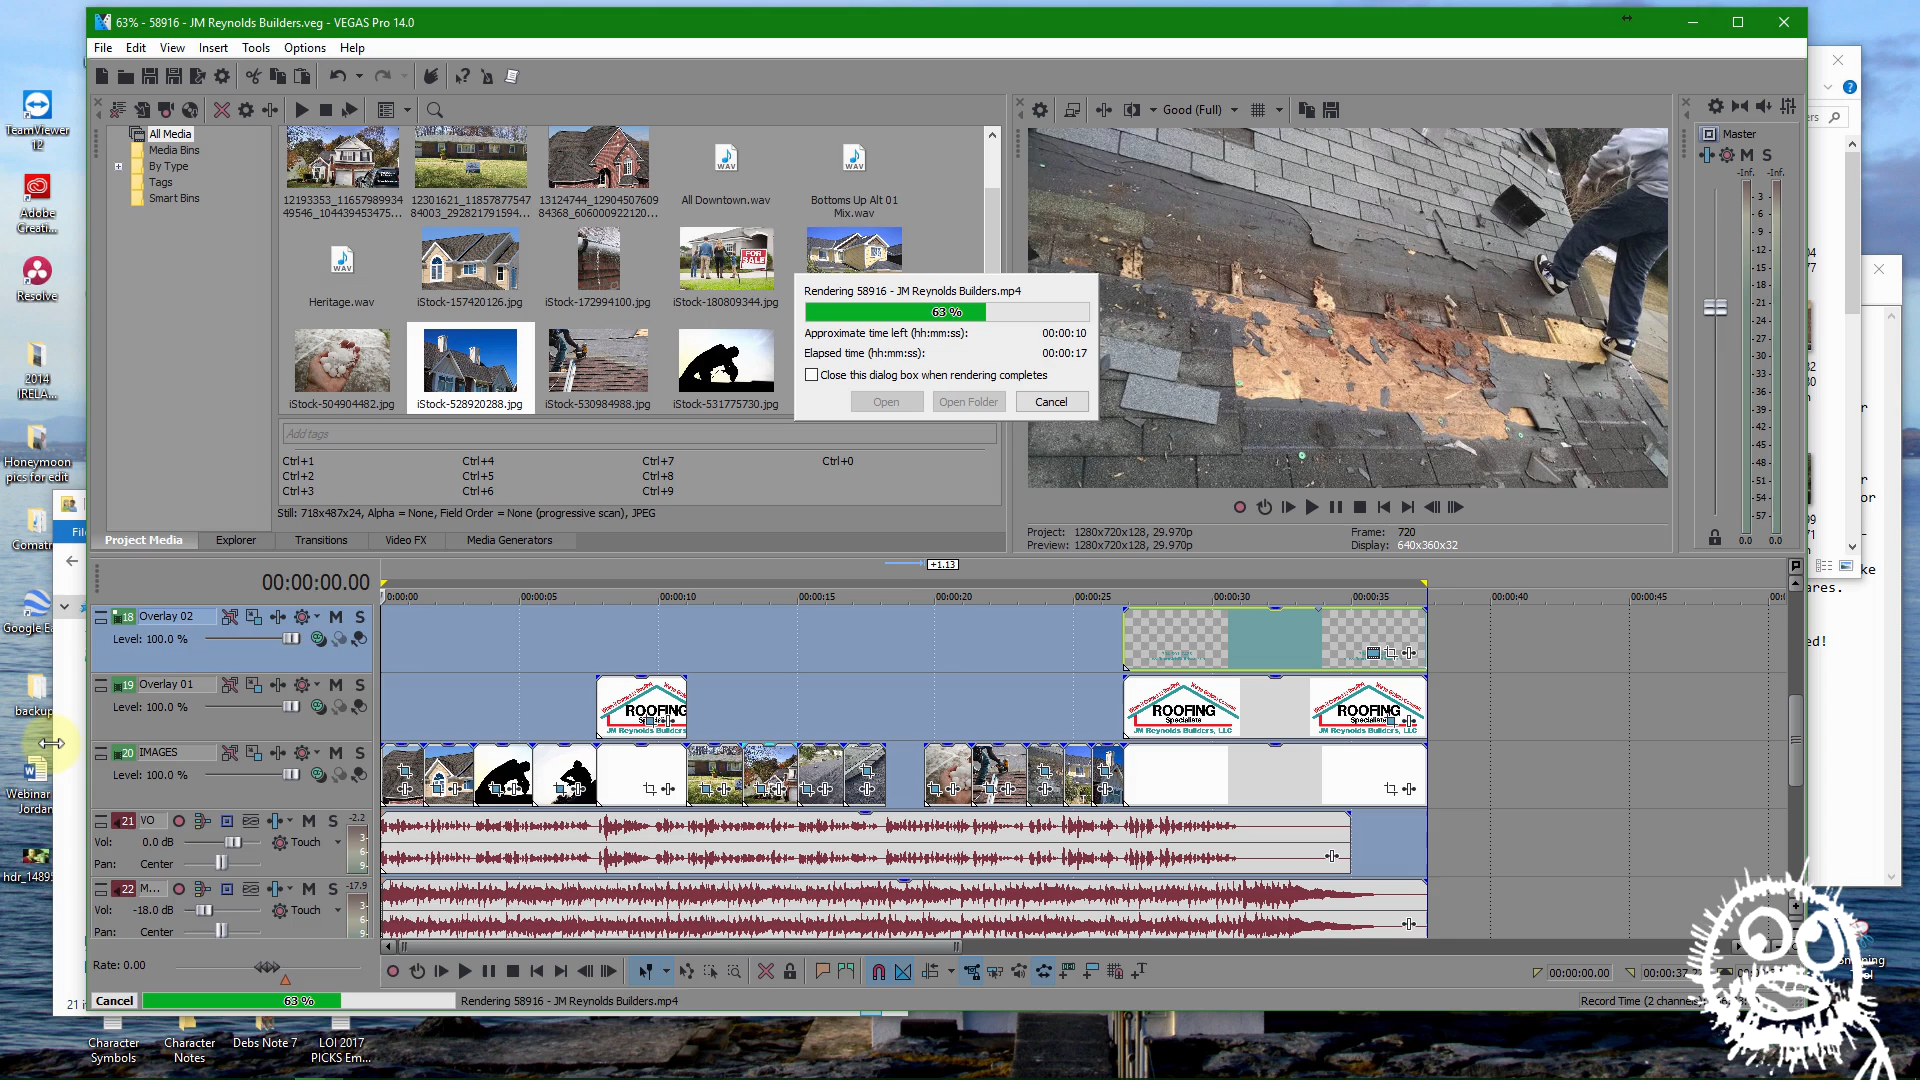 63% - 58916 - JM Reynolds Builders.veg - VEGAS Pro 14.0
File Edit View Insert Tools Options Help
Good (Full)
All Media
Media Bins
By Type
Tags
Smart Bins
12193353_11657989934
49546_104439453475...
12301621_11857877547
84003_292821791594...
13124744_12904507609
84368_606000922120...
All Downtown.wav
Bottoms Up Alt 01
Mix.wav
WAV
WAV
WAV
Heritage.wav
iStock-157420126.jpg
iStock-172994100.jpg
iStock-180809344.jpg
FOR
SALE
iStock-504904482.jpg
iStock-528920288.jpg
iStock-530984988.jpg
iStock-531775730.jpg
Add tags
Ctrl+1 Ctrl+4 Ctrl+7 Ctrl+0
Ctrl+2 Ctrl+5 Ctrl+8
Ctrl+3 Ctrl+6 Ctrl+9
Still: 718x487x24, Alpha = None, Field Order = None (progressive scan), JPEG
Project Media Explorer Transitions Video FX Media Generators
Rendering 58916 - JM Reynolds Builders.mp4
63 %
Approximate time left (hh:mm:ss): 00:00:10
Elapsed time (hh:mm:ss): 00:00:17
Close this dialog box when rendering completes
Open Open Folder Cancel
Project: 1280x720x128, 29.970p
Preview: 1280x720x128, 29.970p
Frame: 720
Display: 640x360x32
Master
M S
-Inf. -Inf.
3
6
9
12
15
18
21
24
27
30
33
36
39
42
45
48
51
54
57
0.0 0.0
+1.13
00:00:00.00
0:00:00 00:00:05 00:00:10 00:00:15 00:00:20 00:00:25 00:00:30 00:00:35 00:00:40 00:00:45
18 Overlay 02 M S
Level: 100.0 %
19 Overlay 01 M S
Level: 100.0 %
ROOFING
Specialists
JM Reynolds Builders, LLC
ROOFING
Specialists
JM Reynolds Builders, LLC
ROOFING
Specialists
JM Reynolds Builders, LLC
20 IMAGES M S
Level: 100.0 %
21 VO M S -2.2
Vol: 0.0 dB Touch
Pan: Center
3
6
9
22 M... M S -17.9
Vol: -18.0 dB Touch
Pan: Center
3
6
9
Rate: 0.00
00:00:00.00
Cancel 63 % Rendering 58916 - JM Reynolds Builders.mp4
Record Time (2 channels)
TeamViewer
12
Adobe
Creati...
Resolve
2014
IRELA...
Honeymoon
pics for edit
backup
Webinar
Jordan
hdr_1489
Character
Symbols
Character
Notes
Debs Note 7
LOI 2017
PICKS Em...